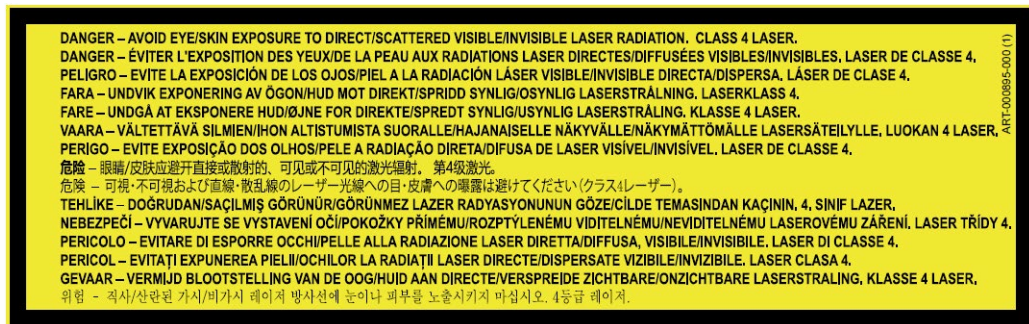 DANGER – AVOID EYE/SKIN EXPOSURE TO DIRECT/SCATTERED VISIBLE/INVISIBLE LASER RADIATION. CLASS 4 LASER.
DANGER – ÉVITER L'EXPOSITION DES YEUX/DE LA PEAU AUX RADIATIONS LASER DIRECTES/DIFFUSÉES VISIBLES/INVISIBLES. LASER DE CLASSE 4.
PELIGRO – EVITE LA EXPOSICIÓN DE LOS OJOS/PIEL A LA RADIACIÓN LÁSER VISIBLE/INVISIBLE DIRECTA/DISPERSA. LÁSER DE CLASE 4.
FARA – UNDVIK EXPONERING AV ÖGON/HUD MOT DIREKT/SPRIDD SYNLIG/OSYNLIG LASERSTRÅLNING. LASERKLASS 4.
FARE – UNDGÅ AT EKSPONERE HUD/ØJNE FOR DIREKTE/SPREDT SYNLIG/USYNLIG LASERSTRÅLING. KLASSE 4 LASER.
VAARA – VÄLTETTÄVÄ SILMIEN/IHON ALTISTUMISTA SUORALLE/HAJANAISELLE NÄKYVÄLLE/NÄKYMÄTTÖMÄLLE LASERSÄTEILYLLE. LUOKAN 4 LASER.
PERIGO – EVITE EXPOSIÇÃO DOS OLHOS/PELE A RADIAÇÃO DIRETA/DIFUSA DE LASER VISÍVEL/INVISÍVEL. LASER DE CLASSE 4.
危险 – 眼睛/皮肤应避开直接或散射的、可见或不可见的激光辐射。 第4级激光。
危険 – 可視・不可視および直線・散乱線のレーザー光線への目・皮膚への曝露は避けてください(クラス4レーザー)。
TEHLİKE – DOĞRUDAN/SAÇILMIŞ GÖRÜNÜR/GÖRÜNMEZ LAZER RADYASYONUNUN GÖZE/CİLDE TEMASINDAN KAÇININ. 4. SINIF LAZER.
NEBEZPEČÍ – VYVARUJTE SE VYSTAVENÍ OČÍ/POKOŽKY PŘÍMÉMU/ROZPTÝLENÉMU VIDITELNÉMU/NEVIDITELNÉMU LASEROVÉMU ZÁŘENÍ. LASER TŘÍDY 4.
PERICOLO – EVITARE DI ESPORRE OCCHI/PELLE ALLA RADIAZIONE LASER DIRETTA/DIFFUSA, VISIBILE/INVISIBILE. LASER DI CLASSE 4.
PERICOL – EVITAȚI EXPUNEREA PIELII/OCHILOR LA RADIAȚII LASER DIRECTE/DISPERSATE VIZIBILE/INVIZIBILE. LASER CLASA 4.
GEVAAR – VERMIJD BLOOTSTELLING VAN DE OOG/HUID AAN DIRECTE/VERSPREIDE ZICHTBARE/ONZICHTBARE LASERSTRALING. KLASSE 4 LASER.
위험 - 직사/산란된 가시/비가시 레이저 방사선에 눈이나 피부를 노출시키지 마십시오. 4등급 레이저.
ART-000895-0000 (1)